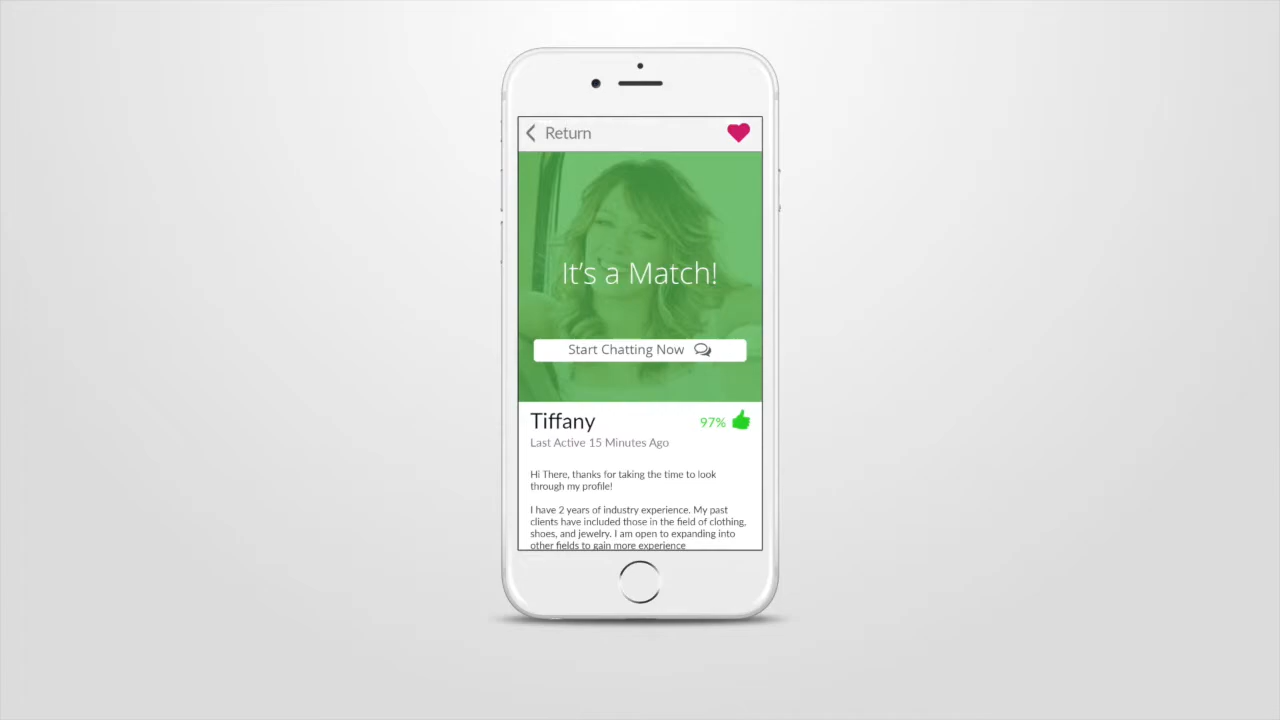 Return
It's a Match!
Start Chatting Now
Tiffany
97%
Last Active 15 Minutes Ago
Hi There, thanks for taking the time to look
through my profile!
I have 2 years of industry experience. My past
clients have included those in the field of clothing,
shoes, and jewelry. I am open to expanding into
other fields to gain more experience